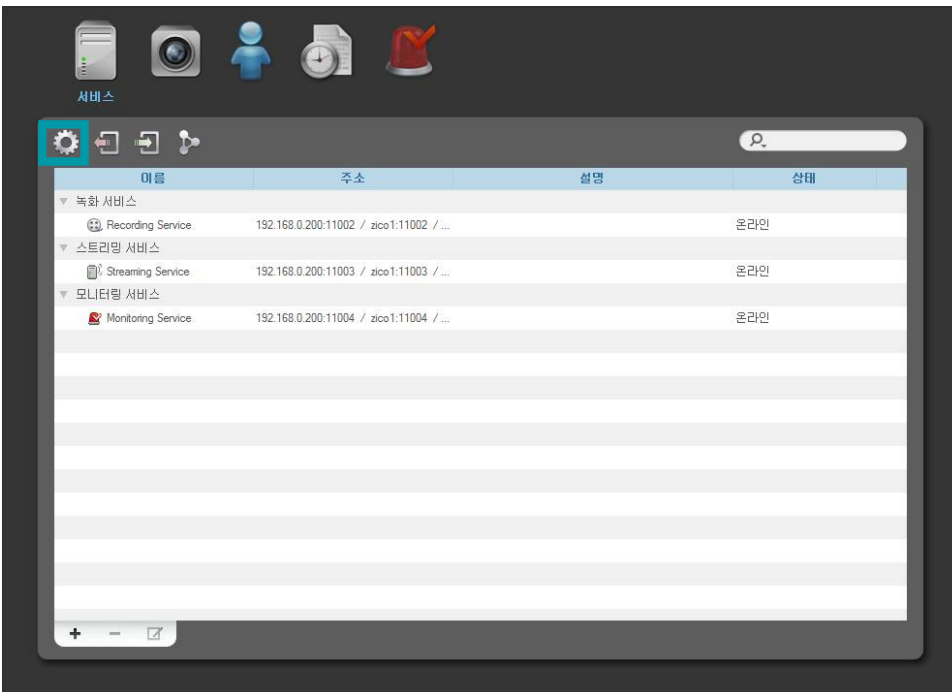 서비스
이름 주소 설명 상태
녹화 서비스
Recording Service 192.168.0.200:11002 / zico1:11002 / ... 온라인
스트리밍 서비스
Streaming Service 192.168.0.200:11003 / zico1:11003 / ... 온라인
모니터링 서비스
Monitoring Service 192.168.0.200:11004 / zico1:11004 / ... 온라인